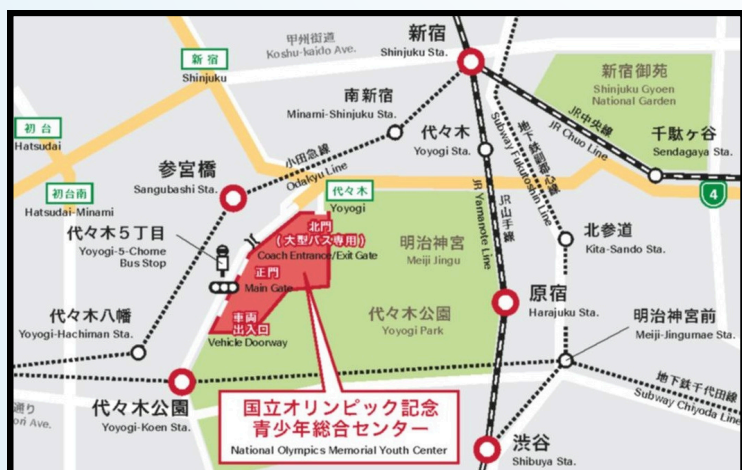 甲州街道
Koshu-kaido Ave.
新宿
Shinjuku Sta.
新宿
Shinjuku
新宿御苑
Shinjuku Gyoen
National Garden
南新宿
Minami-Shinjuku Sta.
初台
Hatsudai
代々木
Yoyogi Sta.
JR中央線
JR Chuo Line
千駄ヶ谷
Sendagaya Sta.
地下鉄副都心線
Subway Fukutoshin Line
小田急線
Odakyu Line
参宮橋
Sangubashi Sta.
初台南
Hatsudai-Minami
代々木
Yoyogi
4
代々木5丁目
Yoyogi-5-Chome
Bus Stop
北門
(大型バス専用)
Coach Entrance/Exit Gate
正門
Main Gate
明治神宮
Meiji Jingu
JR山手線
JR Yamanote Line
北参道
Kita-Sando Sta.
代々木八幡
Yoyogi-Hachiman Sta.
車両
出入口
Vehicle Doorway
代々木公園
Yoyogi Park
原宿
Harajuku Sta.
明治神宮前
Meiji-Jingumae Sta.
代々木公園
Yoyogi-Koen Sta.
通り
ori Ave.
国立オリンピック記念
青少年総合センター
National Olympics Memorial Youth Center
地下鉄千代田線
Subway Chiyoda Line
渋谷
Shibuya Sta.